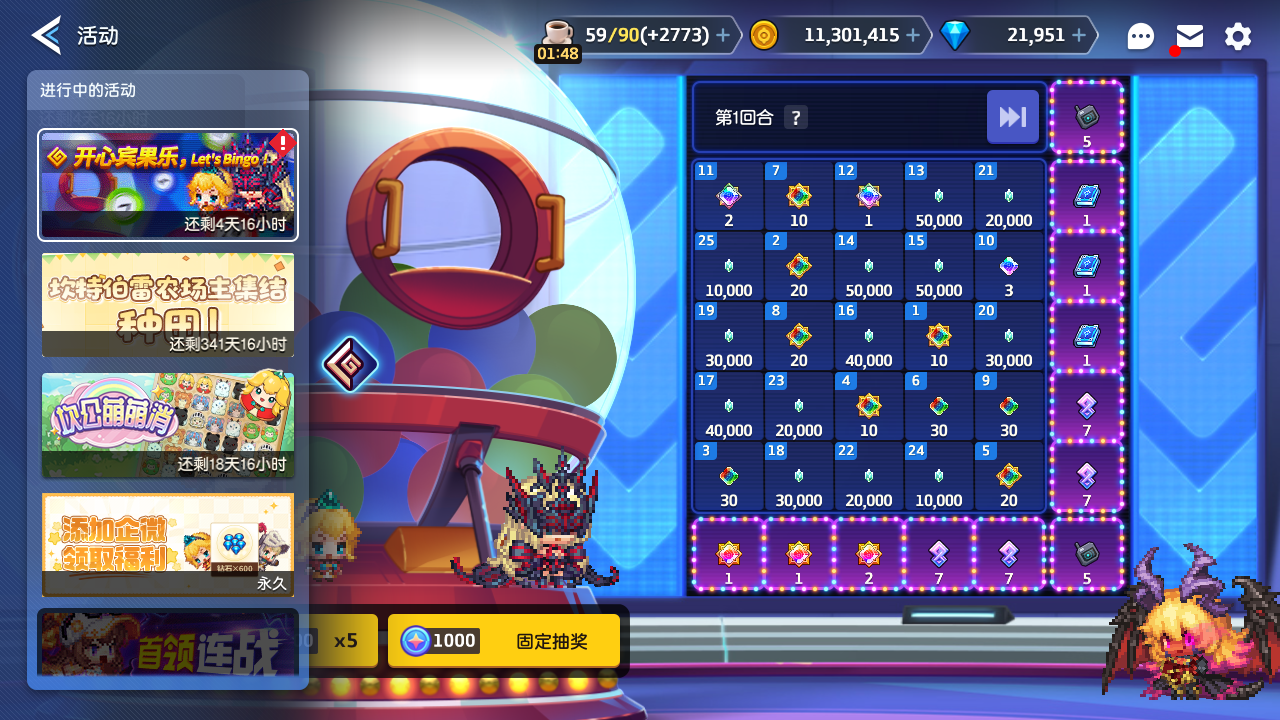 活动
59/90(+2773)
01:48
11,301,415
21,951
进行中的活动
开心宾果乐, Let's Bingo
还剩4天16小时
坎特伯雷农场主集结
种田!
还剩341天16小时
坎公萌萌消
还剩18天16小时
添加企微
领取福利
钻石×600
永久
首领连战
x5
1000
固定抽奖
第1回合 ?
5
11 7 12 13 21
2 10 1 50,000 20,000 1
25 2 14 15 10
10,000 20 50,000 50,000 3 1
19 8 16 1 20
30,000 20 40,000 10 30,000 1
17 23 4 6 9
40,000 20,000 10 30 30 7
3 18 22 24 5
30 30,000 20,000 10,000 20 7
1 1 2 7 7 5